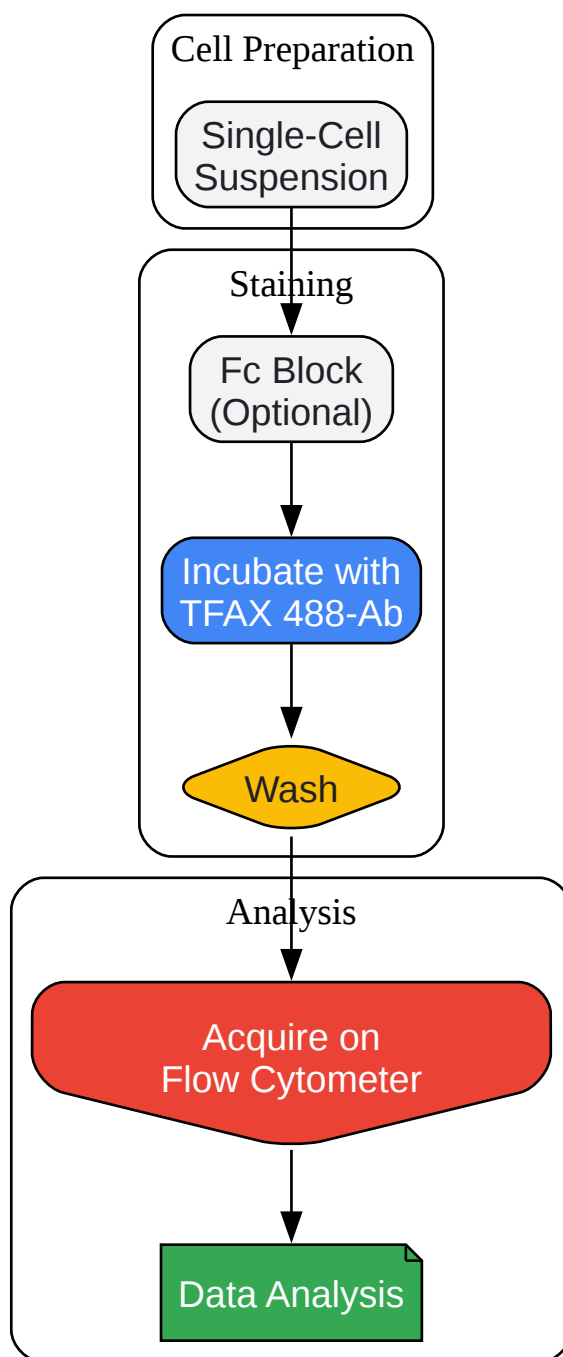 Cell Preparation
Single-Cell
Suspension
Staining
Fc Block
(Optional)
Incubate with
TFAX 488-Ab
Wash
Analysis
Acquire on
Flow Cytometer
Data Analysis